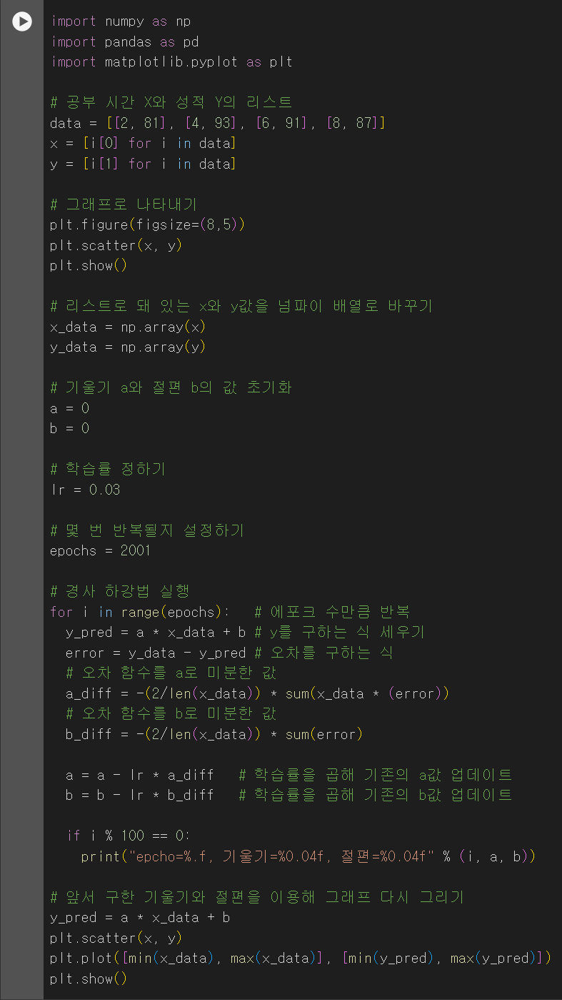 import numpy as np
import pandas as pd
import matplotlib.pyplot as plt
# 공부 시간 X와 성적 Y의 리스트
data = [[2, 81], [4, 93], [6, 91], [8, 87]]
x = [i[0] for i in data]
y = [i[1] for i in data]
# 그래프로 나타내기
plt.figure(figsize=(8,5))
plt.scatter(x, y)
plt.show()
# 리스트로 돼 있는 x와 y값을 넘파이 배열로 바꾸기
x_data = np.array(x)
y_data = np.array(y)
# 기울기 a와 절편 b의 값 초기화
a = 0
b = 0
# 학습률 정하기
lr = 0.03
# 몇 번 반복될지 설정하기
epochs = 2001
# 경사 하강법 실행
for i in range(epochs):   # 에포크 수만큼 반복
  y_pred = a * x_data + b # y를 구하는 식 세우기
  error = y_data - y_pred # 오차를 구하는 식
  # 오차 함수를 a로 미분한 값
  a_diff = -(2/len(x_data)) * sum(x_data * (error))
  # 오차 함수를 b로 미분한 값
  b_diff = -(2/len(x_data)) * sum(error)
  a = a - lr * a_diff   # 학습률을 곱해 기존의 a값 업데이트
  b = b - lr * b_diff   # 학습률을 곱해 기존의 b값 업데이트
  if i % 100 == 0:
    print("epcho=%.f, 기울기=%0.04f, 절편=%0.04f" % (i, a, b))
# 앞서 구한 기울기와 절편을 이용해 그래프 다시 그리기
y_pred = a * x_data + b
plt.scatter(x, y)
plt.plot([min(x_data), max(x_data)], [min(y_pred), max(y_pred)])
plt.show()